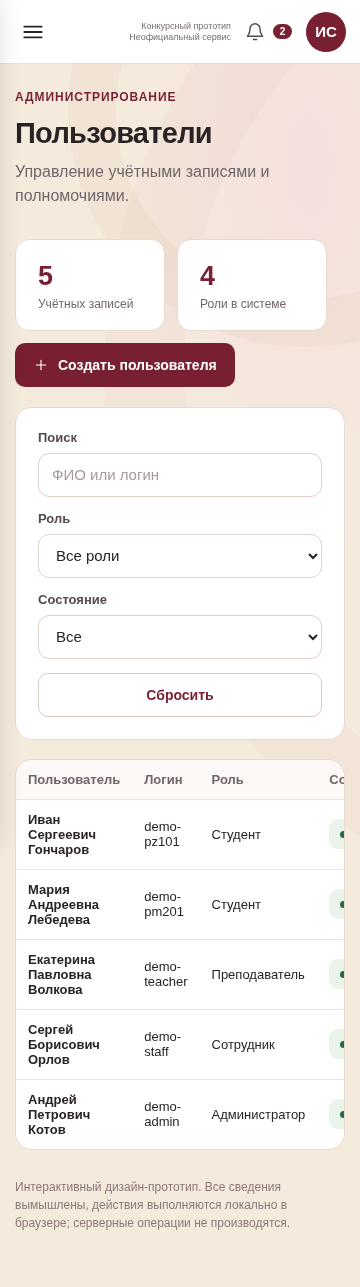 Конкурсный прототип
Неофициальный сервис
2
ИС
АДМИНИСТРИРОВАНИЕ
Пользователи
Управление учётными записями и
полномочиями.
5
Учётных записей
4
Роли в системе
Создать пользователя
Поиск
ФИО или логин
Роль
Все роли
Состояние
Все
Сбросить
Пользователь Логин Роль
Иван
Сергеевич
Гончаров
demo-
pz101
Студент
Мария
Андреевна
Лебедева
demo-
pm201
Студент
Екатерина
Павловна
Волкова
demo-
teacher
Преподаватель
Сергей
Борисович
Орлов
demo-
staff
Сотрудник
Андрей
Петрович
Котов
demo-
admin
Администратор
Интерактивный дизайн-прототип. Все сведения
вымышлены, действия выполняются локально в
браузере; серверные операции не производятся.